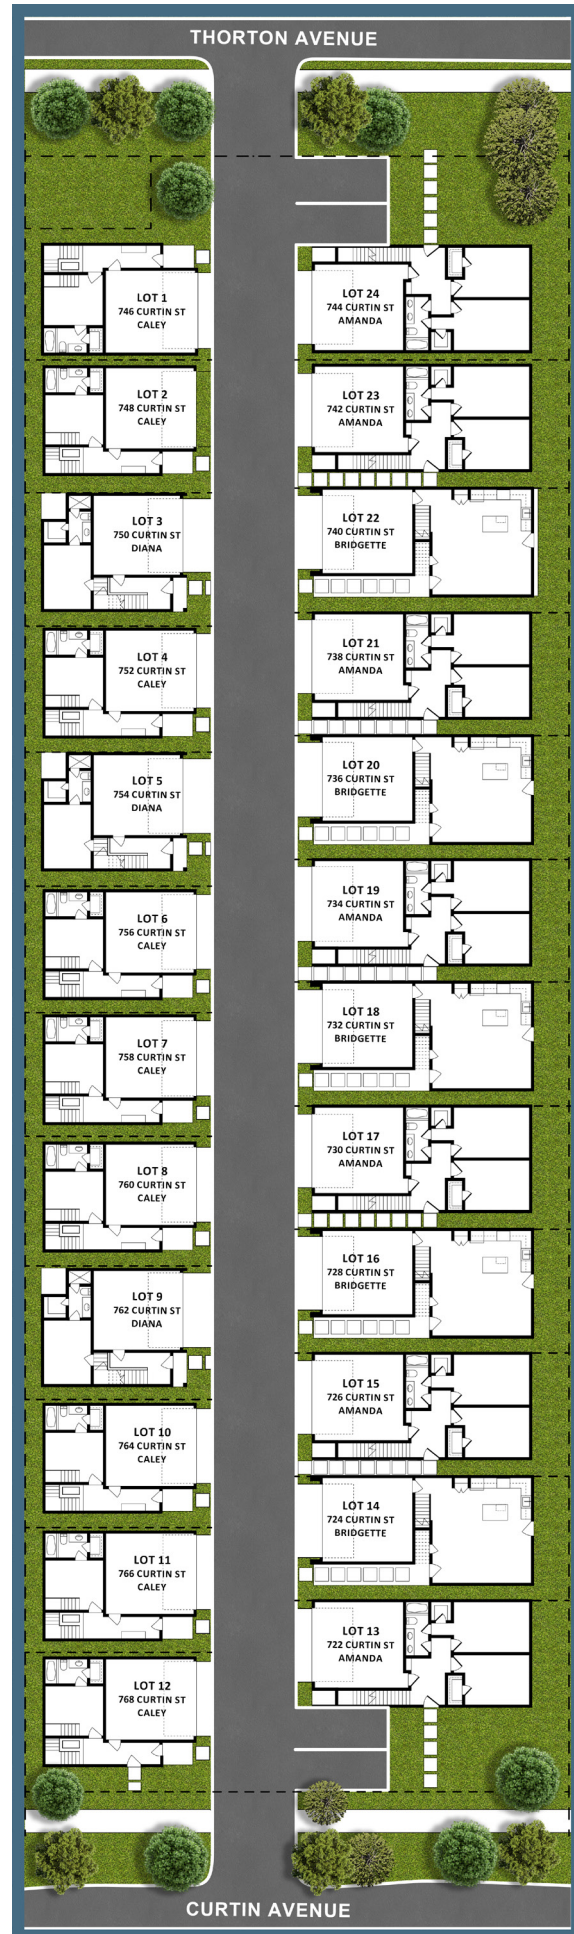 THORTON AVENUE
LOT 1
746 CURTIN ST
CALEY
LOT 2
748 CURTIN ST
CALEY
LOT 3
750 CURTIN ST
DIANA
LOT 4
752 CURTIN ST
CALEY
LOT 5
754 CURTIN ST
DIANA
LOT 6
756 CURTIN ST
CALEY
LOT 7
758 CURTIN ST
CALEY
LOT 8
760 CURTIN ST
CALEY
LOT 9
762 CURTIN ST
DIANA
LOT 10
764 CURTIN ST
CALEY
LOT 11
766 CURTIN ST
CALEY
LOT 12
768 CURTIN ST
CALEY
LOT 24
744 CURTIN ST
AMANDA
LOT 23
742 CURTIN ST
AMANDA
LOT 22
740 CURTIN ST
BRIDGETTE
LOT 21
738 CURTIN ST
AMANDA
LOT 20
736 CURTIN ST
BRIDGETTE
LOT 19
734 CURTIN ST
AMANDA
LOT 18
732 CURTIN ST
BRIDGETTE
LOT 17
730 CURTIN ST
AMANDA
LOT 16
728 CURTIN ST
BRIDGETTE
LOT 15
726 CURTIN ST
AMANDA
LOT 14
724 CURTIN ST
BRIDGETTE
LOT 13
722 CURTIN ST
AMANDA
CURTIN AVENUE